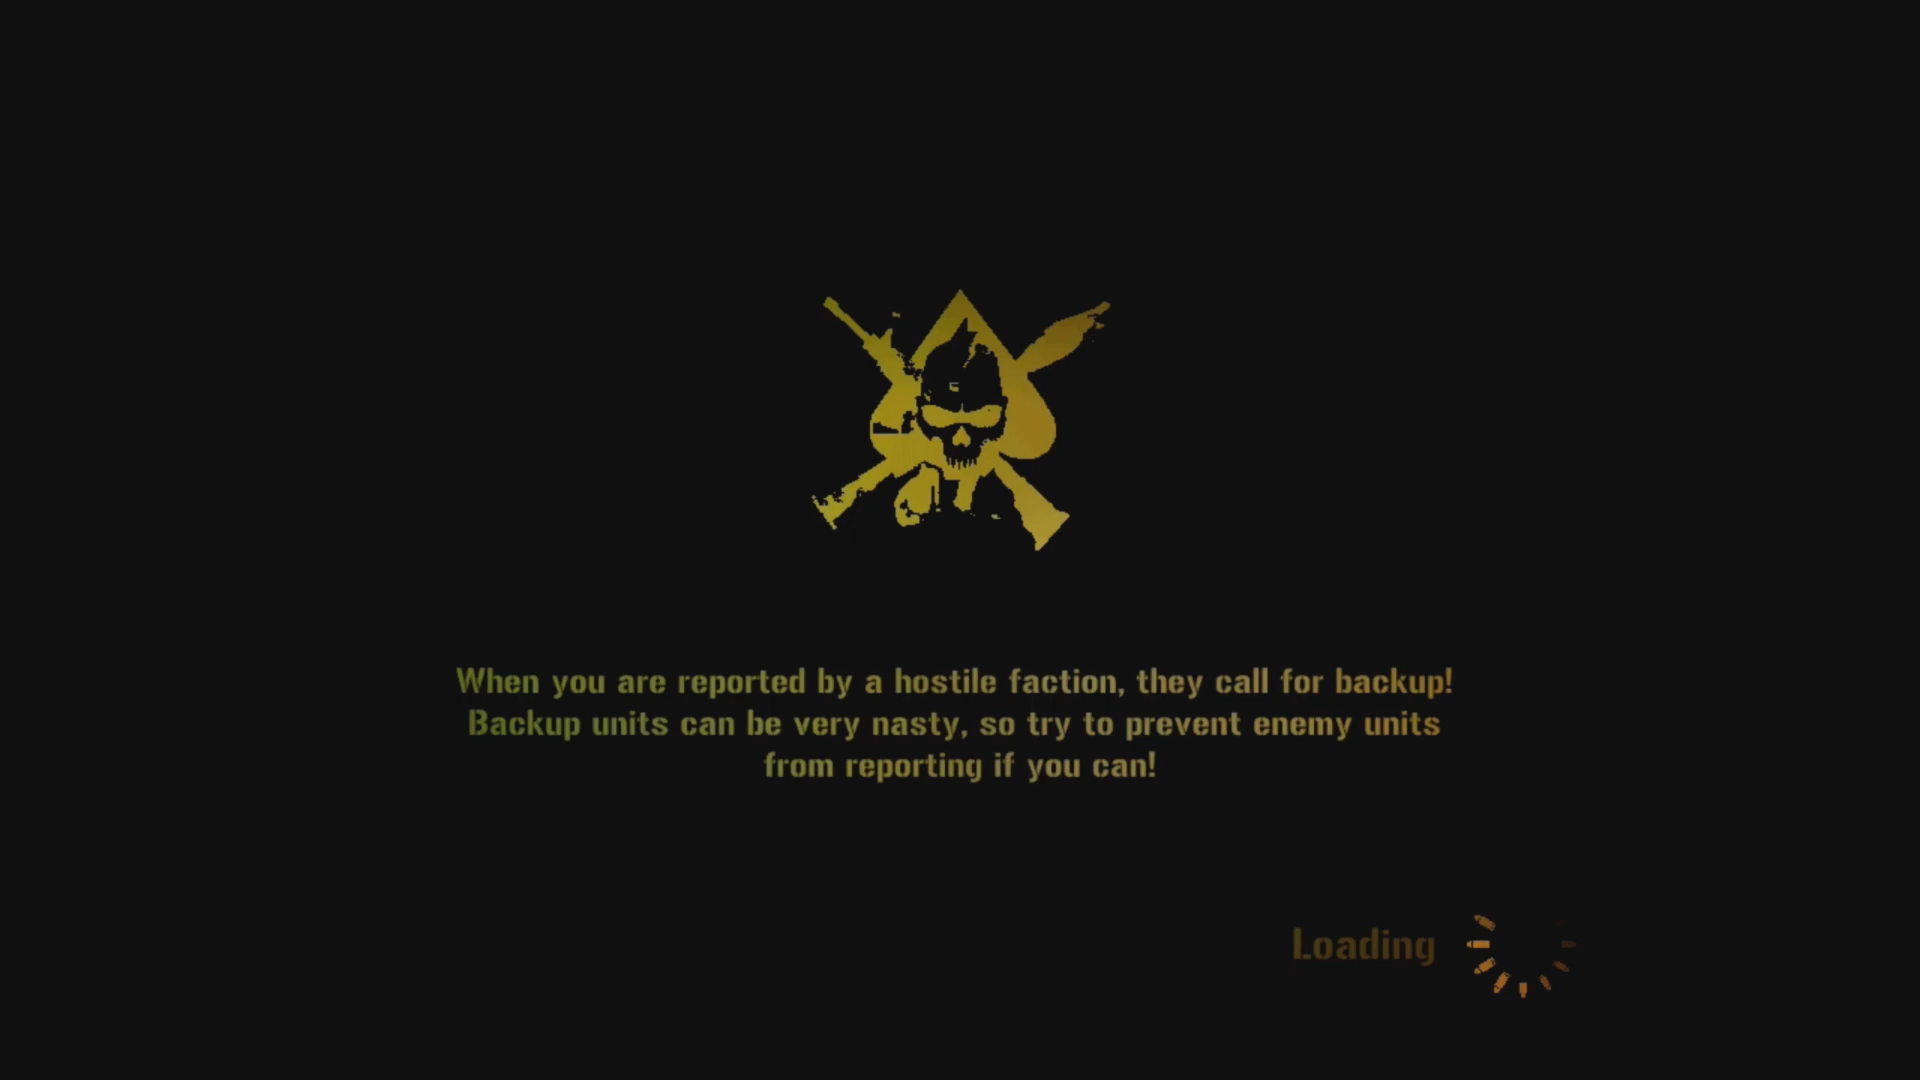 When you are reported by a hostile faction, they call for backup!
Backup units can be very nasty, so try to prevent enemy units
from reporting if you can!
Loading